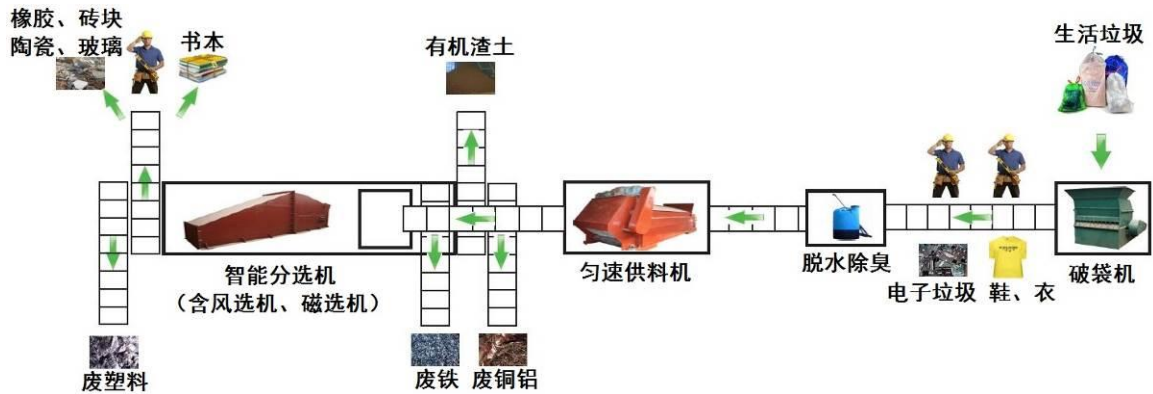 橡胶、砖块
陶瓷、玻璃
书本
有机渣土
生活垃圾
智能分选机
（含风选机、磁选机）
匀速供料机
脱水除臭
破袋机
电子垃圾
鞋、衣
废塑料
废铁
废铜铝